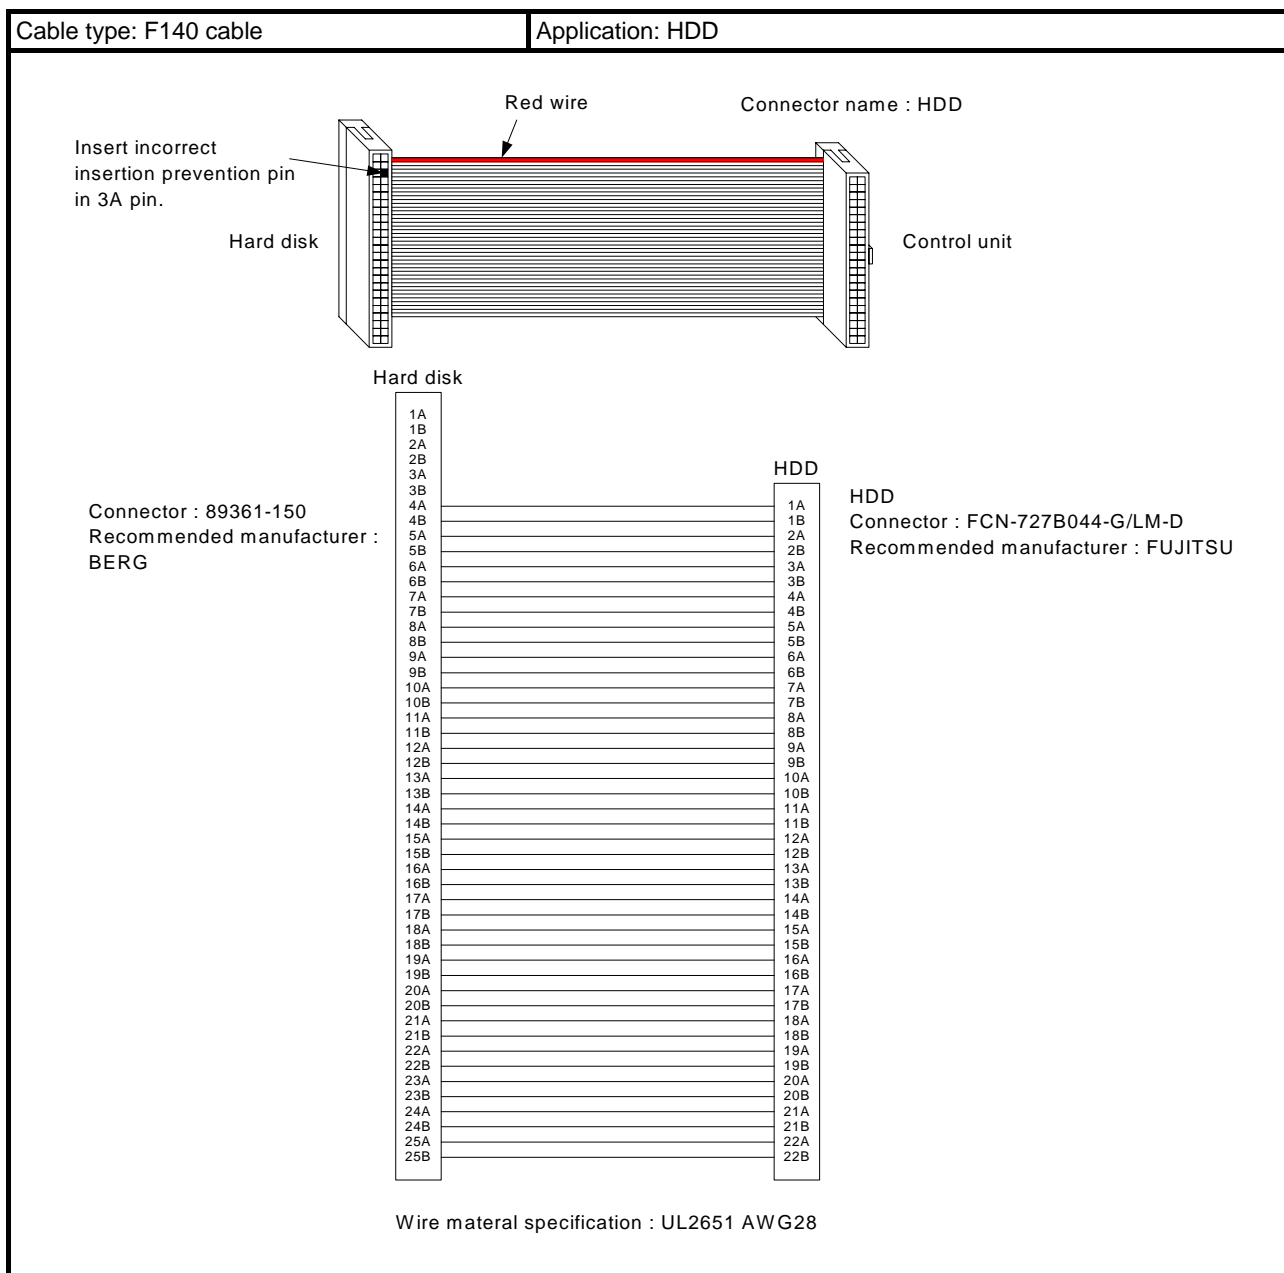 Cable type: F140 cable
Application: HDD
Red wire
Connector name : HDD
Insert incorrect
insertion prevention pin
in 3A pin.
Hard disk
Control unit
Hard disk
1A
1B
2A
2B
3A
3B
4A
4B
5A
5B
6A
6B
7A
7B
8A
8B
9A
9B
10A
10B
11A
11B
12A
12B
13A
13B
14A
14B
15A
15B
16A
16B
17A
17B
18A
18B
19A
19B
20A
20B
21A
21B
22A
22B
23A
23B
24A
24B
25A
25B
Connector : 89361-150
Recommended manufacturer :
BERG
HDD
1A
1B
2A
2B
3A
3B
4A
4B
5A
5B
6A
6B
7A
7B
8A
8B
9A
9B
10A
10B
11A
11B
12A
12B
13A
13B
14A
14B
15A
15B
16A
16B
17A
17B
18A
18B
19A
19B
20A
20B
21A
21B
22A
22B
HDD
Connector : FCN-727B044-G/LM-D
Recommended manufacturer : FUJITSU
Wire materal specification : UL2651 AWG28